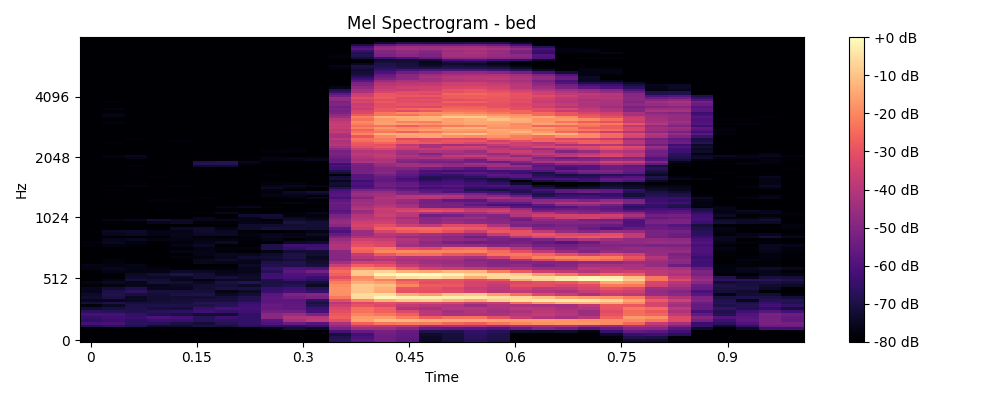 Mel Spectrogram - bed
+0 dB
-10 dB
-20 dB
-30 dB
-40 dB
-50 dB
-60 dB
-70 dB
-80 dB
Hz
4096
2048
1024
512
0
0 0.15 0.3 0.45 0.6 0.75 0.9
Time